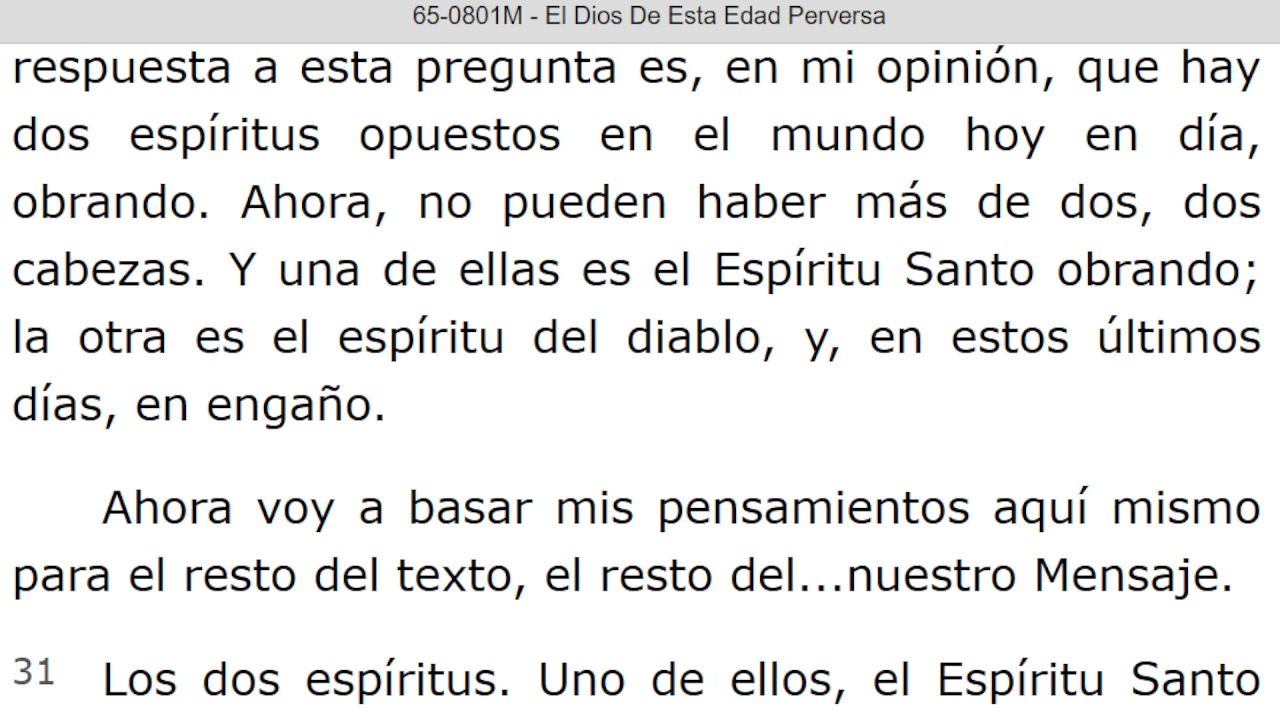 65-0801M - El Dios De Esta Edad Perversa
respuesta a esta pregunta es, en mi opinión, que hay
dos espíritus opuestos en el mundo hoy en día,
obrando. Ahora, no pueden haber más de dos, dos
cabezas. Y una de ellas es el Espíritu Santo obrando;
la otra es el espíritu del diablo, y, en estos últimos
días, en engaño.
Ahora voy a basar mis pensamientos aquí mismo
para el resto del texto, el resto del...nuestro Mensaje.
31 Los dos espíritus. Uno de ellos, el Espíritu Santo